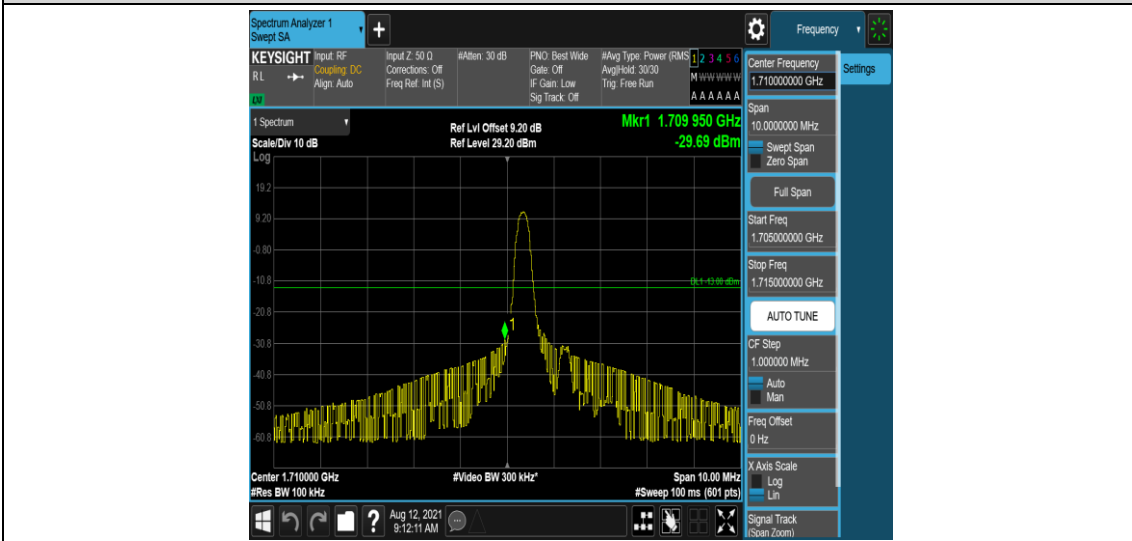 Spectrum Analyzer 1
Swept SA
+
Frequency
KEYSIGHT
RL
LXI
Input: RF
Coupling: DC
Align: Auto
Input Z: 50 Ω
Corrections: Off
Freq Ref: Int (S)
#Atten: 30 dB
PNO: Best Wide
Gate: Off
IF Gain: Low
Sig Track: Off
#Avg Type: Power (RMS
Avg|Hold: 30/30
Trig: Free Run
1 2 3 4 5 6
M W W W W W
A A A A A A
1 Spectrum
Scale/Div 10 dB
Log
Ref Lvl Offset 9.20 dB
Ref Level 29.20 dBm
Mkr1 1.709 950 GHz
-29.69 dBm
19.2
9.20
-0.80
-10.8
-20.8
-30.8
-40.8
-50.8
-60.8
DL1 -13.00 dBm
1
Center 1.710000 GHz
#Res BW 100 kHz
#Video BW 300 kHz*
Span 10.00 MHz
#Sweep 100 ms (601 pts)
Center Frequency
1.710000000 GHz
Settings
Span
10.0000000 MHz
Swept Span
Zero Span
Full Span
Start Freq
1.705000000 GHz
Stop Freq
1.715000000 GHz
AUTO TUNE
CF Step
1.000000 MHz
Auto
Man
Freq Offset
0 Hz
X Axis Scale
Log
Lin
Signal Track
(Span Zoom)
?
Aug 12, 2021
9:12:11 AM